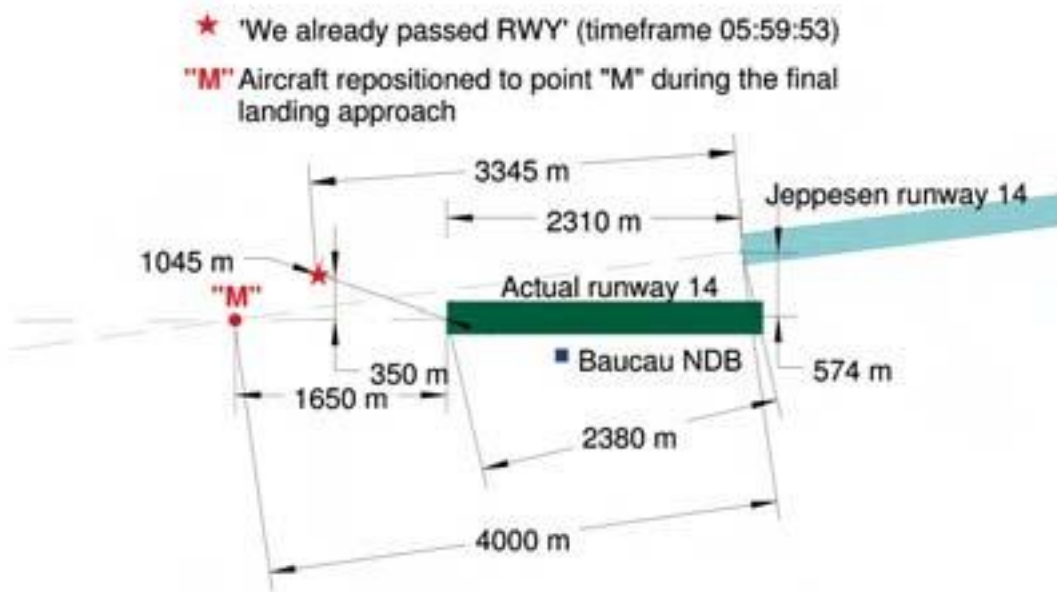 'We already passed RWY' (timeframe 05:59:53)
"M" Aircraft repositioned to point "M" during the final
landing approach
3345 m
Jeppesen runway 14
2310 m
1045 m
"M"
Actual runway 14
Baucau NDB
350 m
574 m
1650 m
2380 m
4000 m